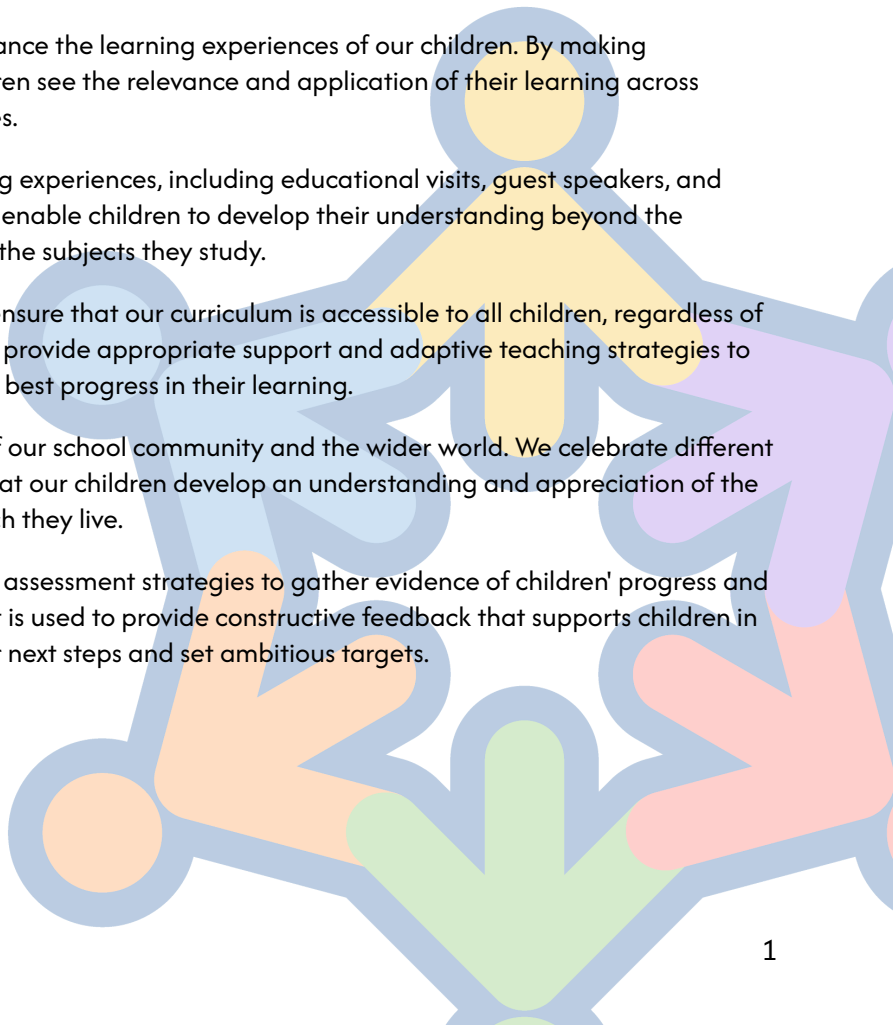 ance the learning experiences of our children. By making
ren see the relevance and application of their learning across
es.
g experiences, including educational visits, guest speakers, and
enable children to develop their understanding beyond the
the subjects they study.
ensure that our curriculum is accessible to all children, regardless of
provide appropriate support and adaptive teaching strategies to
best progress in their learning.
f our school community and the wider world. We celebrate different
at our children develop an understanding and appreciation of the
ch they live.
assessment strategies to gather evidence of children' progress and
is used to provide constructive feedback that supports children in
next steps and set ambitious targets.
1